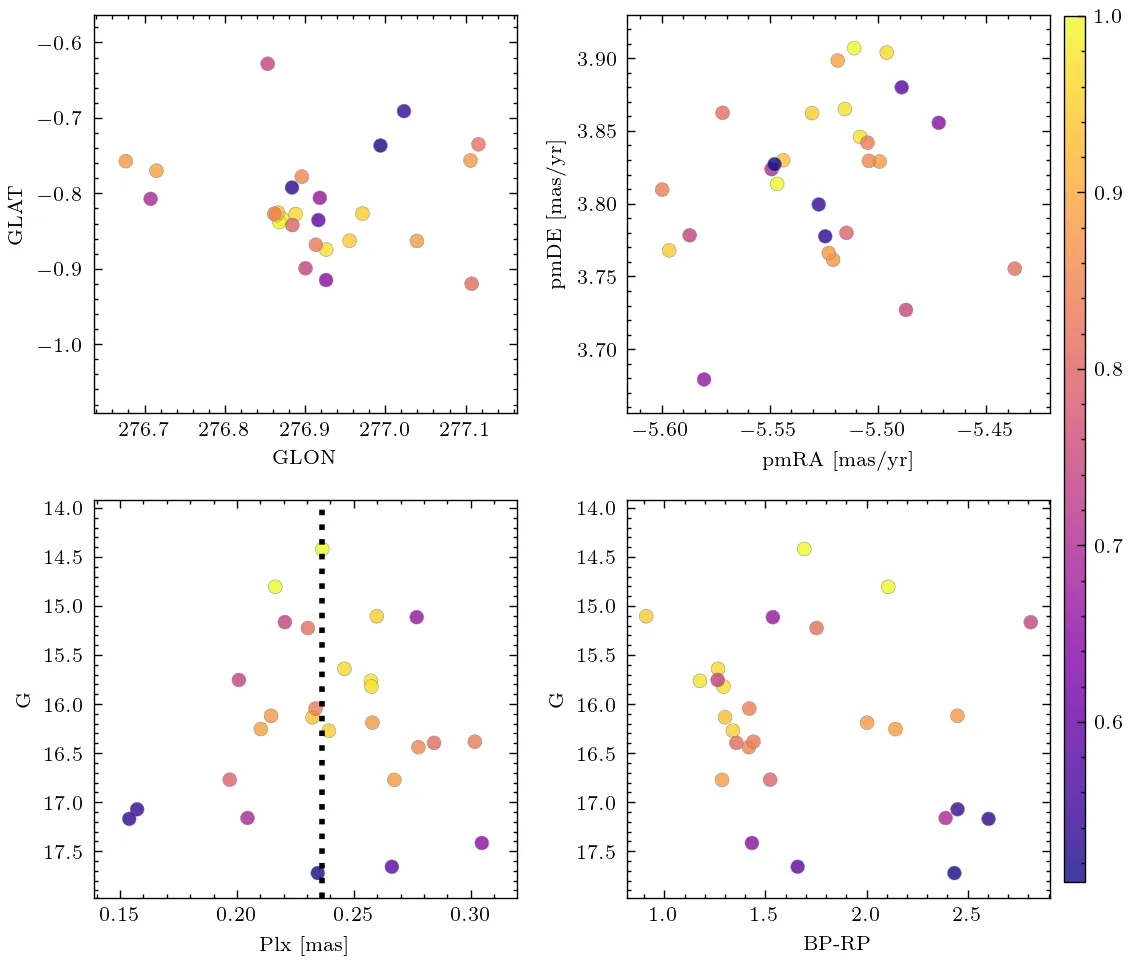 −0.6
−0.7
−0.8
−0.9
−1.0
GLAT
276.7 276.8 276.9 277.0 277.1
GLON
3.90
3.85
3.80
3.75
3.70
pmDE [mas/yr]
−5.60 −5.55 −5.50 −5.45
pmRA [mas/yr]
1.0
0.9
0.8
0.7
0.6
14.0
14.5
15.0
15.5
16.0
16.5
17.0
17.5
G
0.15 0.20 0.25 0.30
Plx [mas]
14.0
14.5
15.0
15.5
16.0
16.5
17.0
17.5
G
1.0 1.5 2.0 2.5
BP-RP